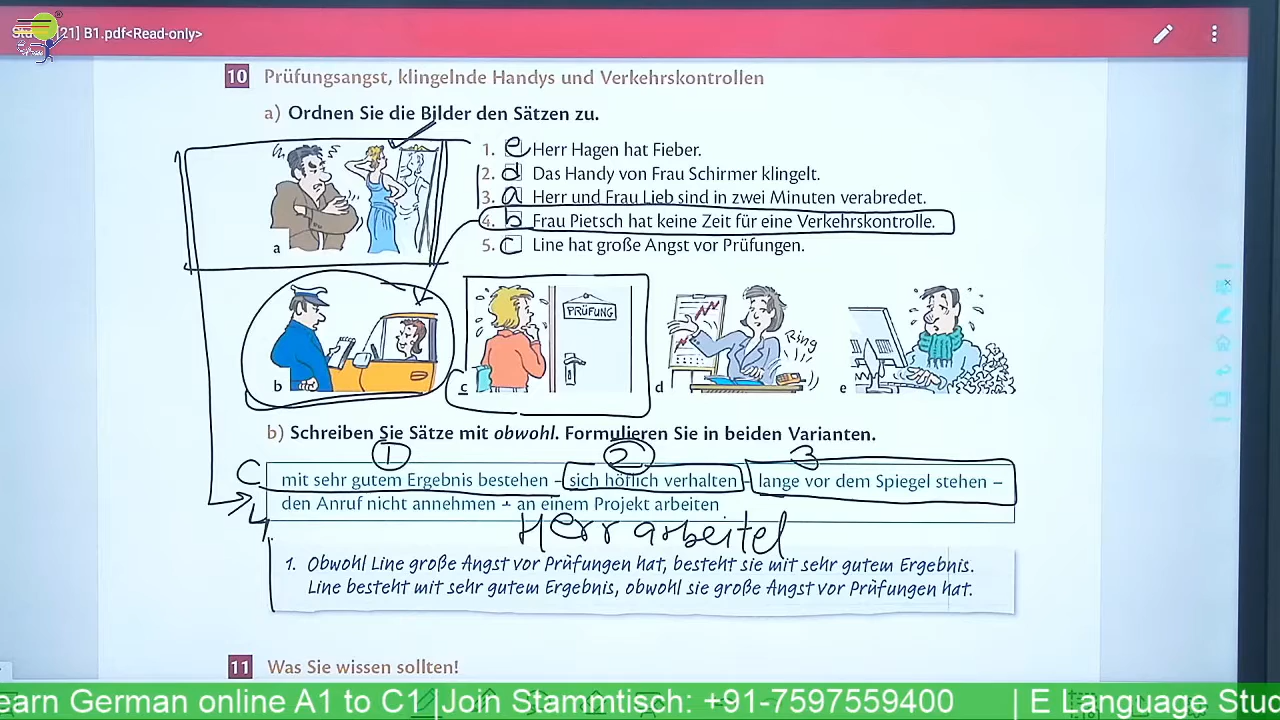 [21] B1.pdf<Read-only>
10 Prüfungsangst, klingelnde Handys und Verkehrskontrollen
a) Ordnen Sie die Bilder den Sätzen zu.
1. e Herr Hagen hat Fieber.
2. d Das Handy von Frau Schirmer klingelt.
3. a Herr und Frau Lieb sind in zwei Minuten verabredet.
4. b Frau Pietsch hat keine Zeit für eine Verkehrskontrolle.
5. c Line hat große Angst vor Prüfungen.
a
PRÜFUNG
Ring
b c d e
b) Schreiben Sie Sätze mit obwohl. Formulieren Sie in beiden Varianten.
1 2 3
C mit sehr gutem Ergebnis bestehen – sich höflich verhalten – lange vor dem Spiegel stehen –
4 den Anruf nicht annehmen – an einem Projekt arbeiten
Herr arbeitet
1. Obwohl Line große Angst vor Prüfungen hat, besteht sie mit sehr gutem Ergebnis.
Line besteht mit sehr gutem Ergebnis, obwohl sie große Angst vor Prüfungen hat.
11 Was Sie wissen sollten!
earn German online A1 to C1 |Join Stamtisch: +91-7597559400 | E Language Stud